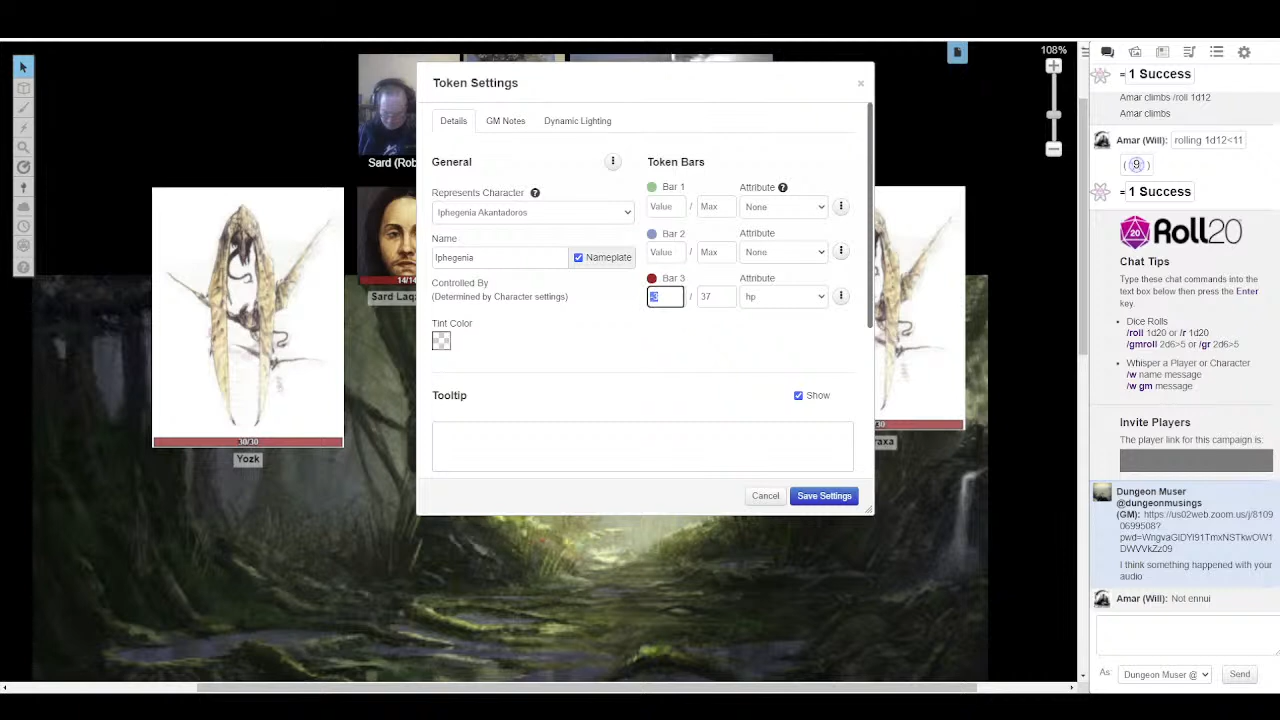 108%
Sard (Rob
14/14
Sard Laqa
30/30
Yozk
Token Settings
×
Details
GM Notes
Dynamic Lighting
General
Represents Character
Iphegenia Akantadoros
Name
Iphegenia
Nameplate
Controlled By
(Determined by Character settings)
Tint Color
Token Bars
Bar 1
Attribute
Value / Max
None
Bar 2
Attribute
Value / Max
None
Bar 3
Attribute
-3 / 37
hp
Tooltip
Show
Cancel
Save Settings
30
raxa
= 1 Success
Amar climbs /roll 1d12
Amar climbs
Amar (Will): rolling 1d12<11
( 9 )
= 1 Success
Roll20
Chat Tips
Type these chat commands into the
text box below then press the Enter
key.
• Dice Rolls
/roll 1d20 or /r 1d20
/gmroll 2d6>5 / /gr 2d6>5
• Whisper a Player or Character
/w name message
/w gm message
Invite Players
The player link for this campaign is:
Dungeon Muser
@dungeonmusings
(GM): https://us02web.zoom.us/j/8109
0699508?
pwd=WngvaGlDYl91TmxNSTkwOW1
DWVVkZz09
I think something happened with your
audio
Amar (Will): Not ennui
As:
Dungeon Muser @
Send